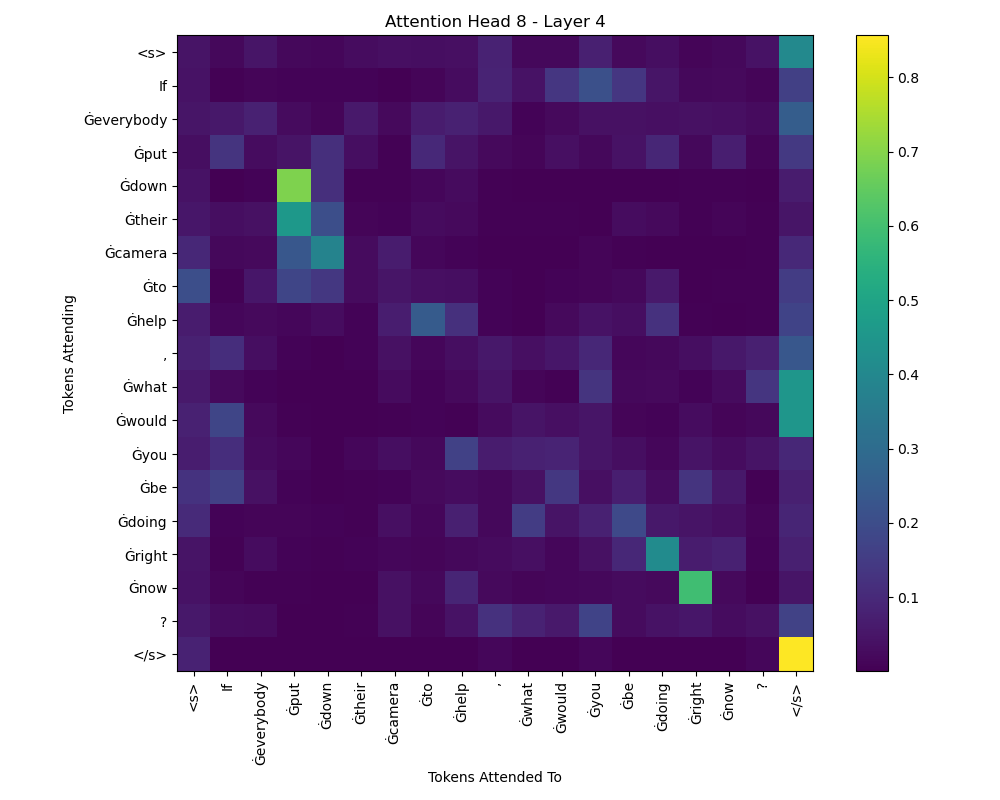 Attention Head 8 - Layer 4
Tokens Attending
<s>
If
Ġeverybody
Ġput
Ġdown
Ġtheir
Ġcamera
Ġto
Ġhelp
,
Ġwhat
Ġwould
Ġyou
Ġbe
Ġdoing
Ġright
Ġnow
?
</s>
<s>
If
Ġeverybody
Ġput
Ġdown
Ġtheir
Ġcamera
Ġto
Ġhelp
,
Ġwhat
Ġwould
Ġyou
Ġbe
Ġdoing
Ġright
Ġnow
?
</s>
Tokens Attended To
0.8
0.7
0.6
0.5
0.4
0.3
0.2
0.1